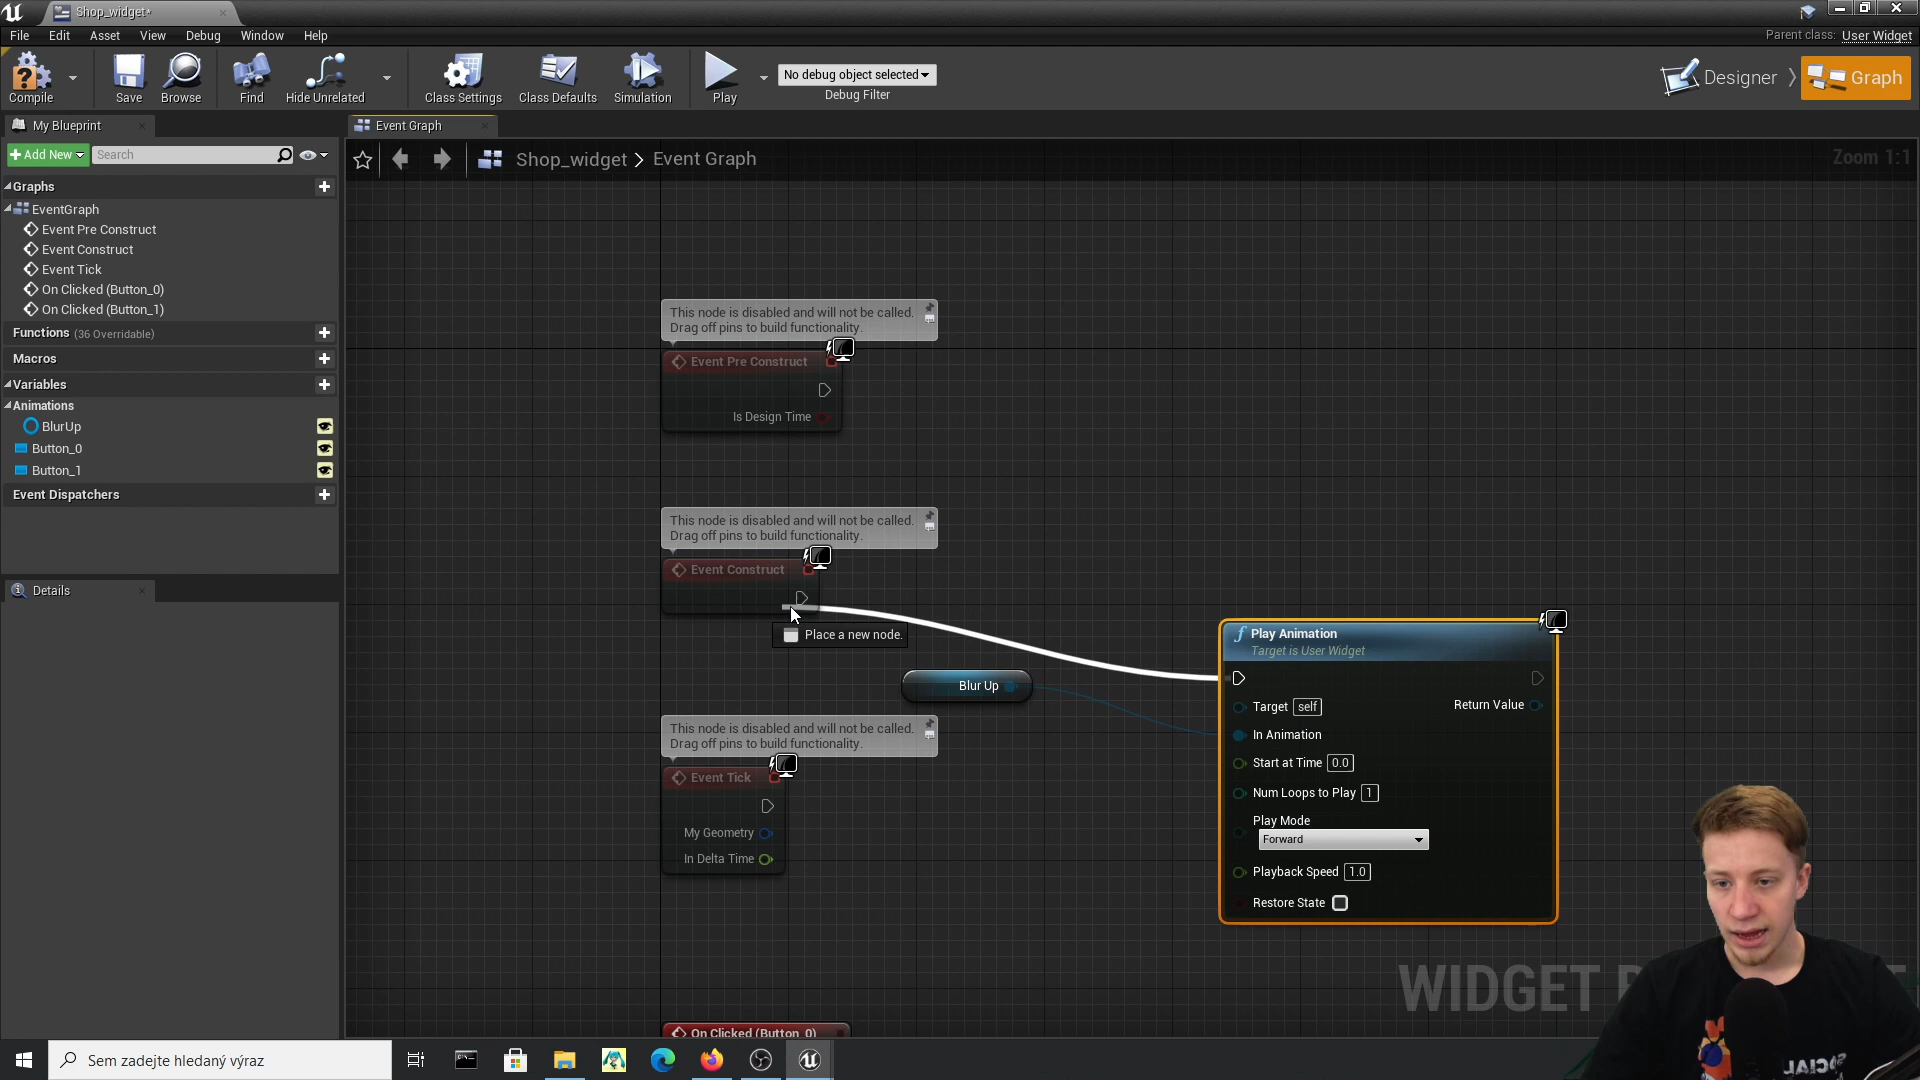 Shop_widget*
File Edit Asset View Debug Window Help
Parent class: User Widget
Compile
Save
Browse
Find
Hide Unrelated
Class Settings
Class Defaults
Simulation
Play
No debug object selected
Debug Filter
Designer
Graph
My Blueprint
Event Graph
Add New
Search
Shop_widget > Event Graph
Zoom 1:1
Graphs
EventGraph
Event Pre Construct
Event Construct
Event Tick
On Clicked (Button_0)
On Clicked (Button_1)
Functions (36 Overridable)
Macros
Variables
Animations
BlurUp
Button_0
Button_1
Event Dispatchers
Details
This node is disabled and will not be called.
Drag off pins to build functionality.
Event Pre Construct
Is Design Time
This node is disabled and will not be called.
Drag off pins to build functionality.
Event Construct
Place a new node.
Blur Up
This node is disabled and will not be called.
Drag off pins to build functionality.
Event Tick
My Geometry
In Delta Time
On Clicked (Button_0)
Play Animation
Target is User Widget
Target self
Return Value
In Animation
Start at Time 0.0
Num Loops to Play 1
Play Mode
Forward
Playback Speed 1.0
Restore State
WIDGET
Sem zadejte hledaný výraz